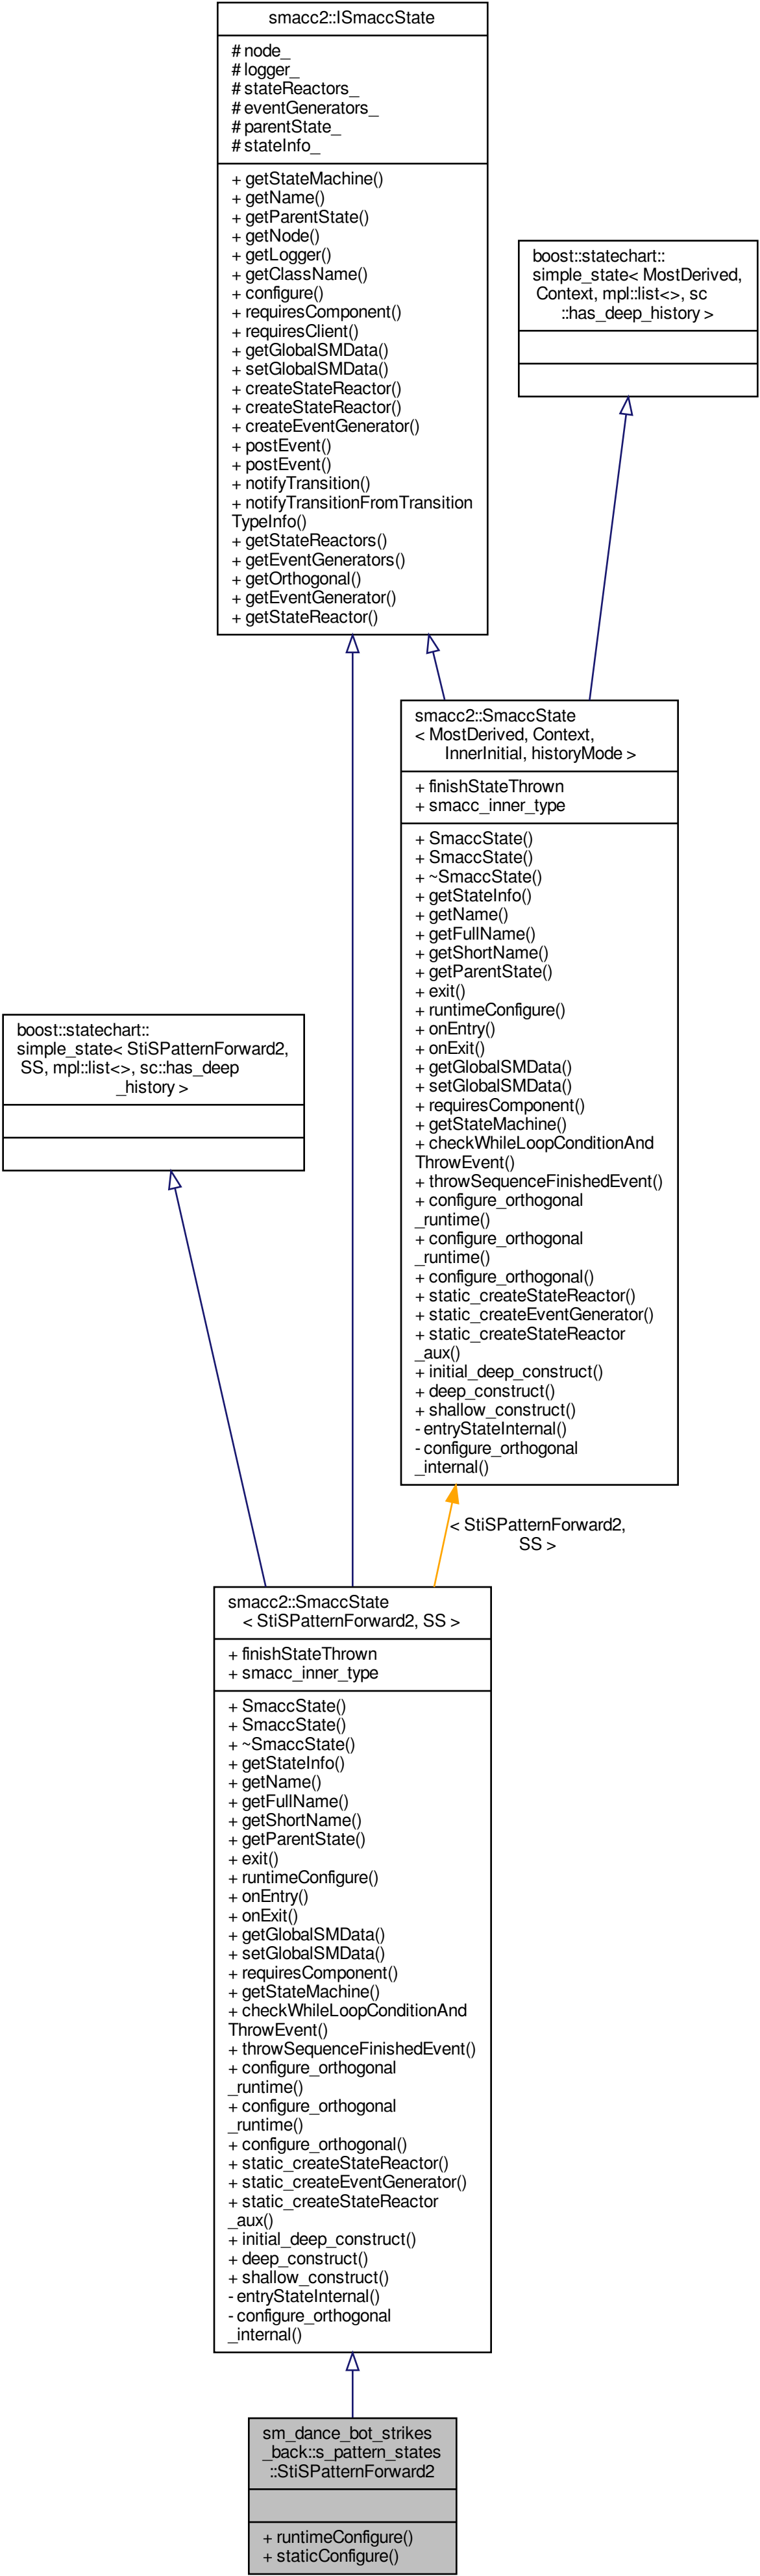 smacc2::ISmaccState
# node_
# logger_
# stateReactors_
# eventGenerators_
# parentState_
# stateInfo_
+ getStateMachine()
+ getName()
+ getParentState()
+ getNode()
+ getLogger()
+ getClassName()
+ configure()
+ requiresComponent()
+ requiresClient()
+ getGlobalSMData()
+ setGlobalSMData()
+ createStateReactor()
+ createStateReactor()
+ createEventGenerator()
+ postEvent()
+ postEvent()
+ notifyTransition()
+ notifyTransitionFromTransition
TypeInfo()
+ getStateReactors()
+ getEventGenerators()
+ getOrthogonal()
+ getEventGenerator()
+ getStateReactor()
boost::statechart::
simple_state< MostDerived,
Context, mpl::list<>, sc
::has_deep_history >
smacc2::SmaccState
< MostDerived, Context,
InnerInitial, historyMode >
+ finishStateThrown
+ smacc_inner_type
+ SmaccState()
+ SmaccState()
+ ~SmaccState()
+ getStateInfo()
+ getName()
+ getFullName()
+ getShortName()
+ getParentState()
+ exit()
+ runtimeConfigure()
+ onEntry()
+ onExit()
+ getGlobalSMData()
+ setGlobalSMData()
+ requiresComponent()
+ getStateMachine()
+ checkWhileLoopConditionAnd
ThrowEvent()
+ throwSequenceFinishedEvent()
+ configure_orthogonal
_runtime()
+ configure_orthogonal
_runtime()
+ configure_orthogonal()
+ static_createStateReactor()
+ static_createEventGenerator()
+ static_createStateReactor
_aux()
+ initial_deep_construct()
+ deep_construct()
+ shallow_construct()
- entryStateInternal()
- configure_orthogonal
_internal()
boost::statechart::
simple_state< StiSPatternForward2,
SS, mpl::list<>, sc::has_deep
_history >
< StiSPatternForward2,
SS >
smacc2::SmaccState
< StiSPatternForward2, SS >
+ finishStateThrown
+ smacc_inner_type
+ SmaccState()
+ SmaccState()
+ ~SmaccState()
+ getStateInfo()
+ getName()
+ getFullName()
+ getShortName()
+ getParentState()
+ exit()
+ runtimeConfigure()
+ onEntry()
+ onExit()
+ getGlobalSMData()
+ setGlobalSMData()
+ requiresComponent()
+ getStateMachine()
+ checkWhileLoopConditionAnd
ThrowEvent()
+ throwSequenceFinishedEvent()
+ configure_orthogonal
_runtime()
+ configure_orthogonal
_runtime()
+ configure_orthogonal()
+ static_createStateReactor()
+ static_createEventGenerator()
+ static_createStateReactor
_aux()
+ initial_deep_construct()
+ deep_construct()
+ shallow_construct()
- entryStateInternal()
- configure_orthogonal
_internal()
sm_dance_bot_strikes
_back::s_pattern_states
::StiSPatternForward2
+ runtimeConfigure()
+ staticConfigure()